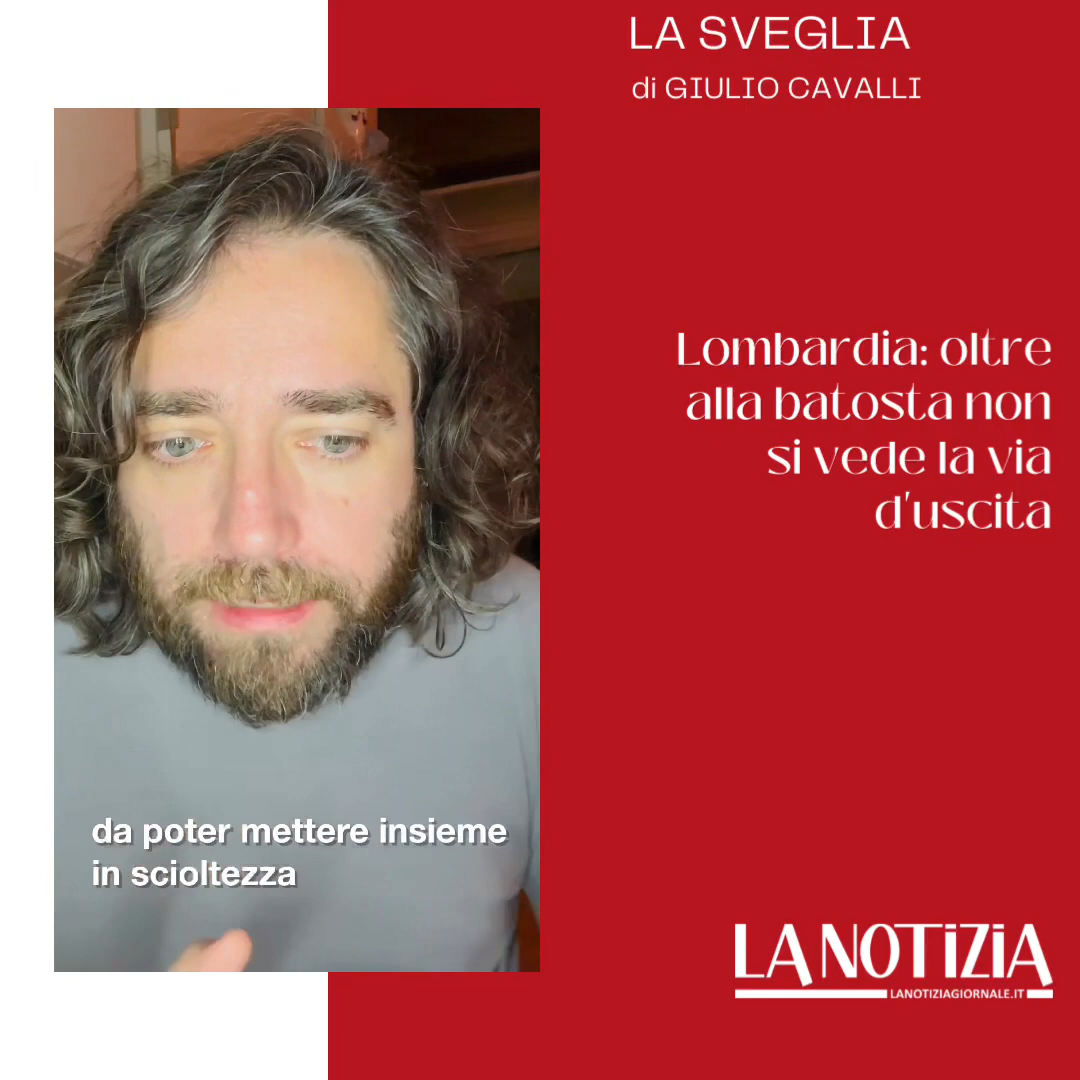 LA SVEGLIA
di GIULIO CAVALLI
Lombardia: oltre
alla batosta non
si vede la via
d'uscita
da poter mettere insieme
in scioltezza
LA NOTiZiA
LANOTIZIAGIORNALE.IT